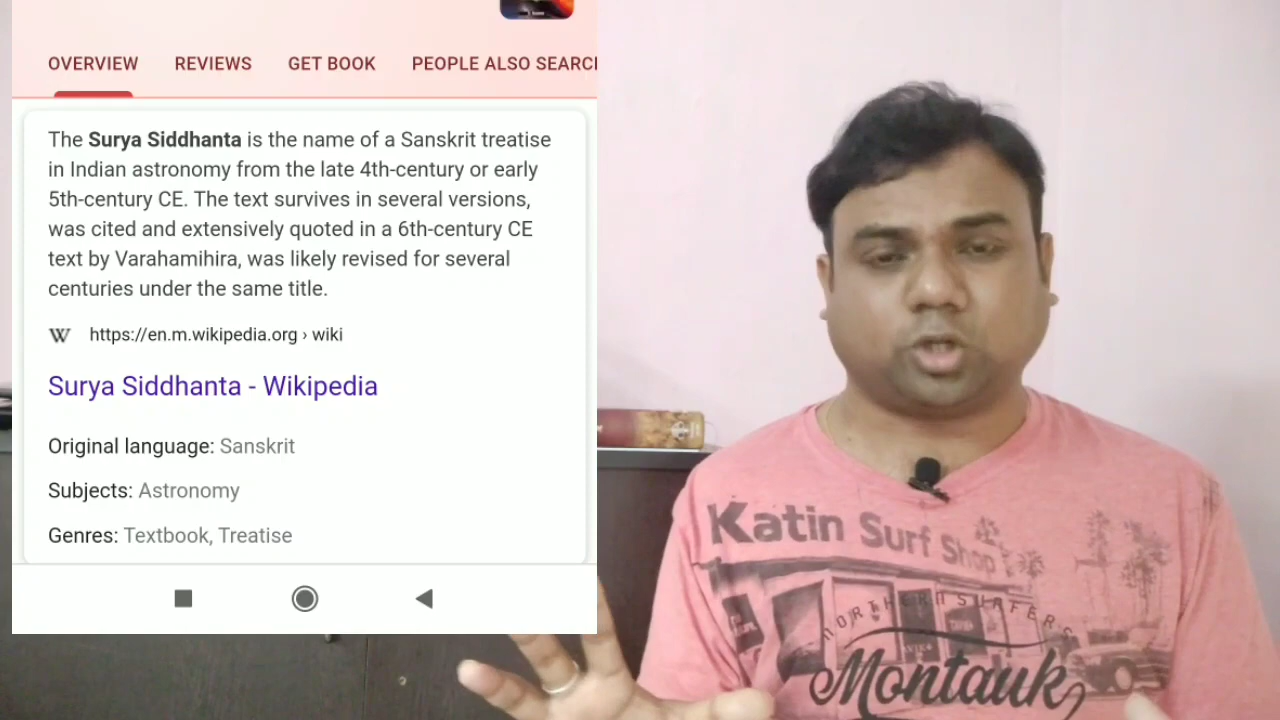 OVERVIEW REVIEWS GET BOOK PEOPLE ALSO SEARC
The Surya Siddhanta is the name of a Sanskrit treatise
in Indian astronomy from the late 4th-century or early
5th-century CE. The text survives in several versions,
was cited and extensively quoted in a 6th-century CE
text by Varahamihira, was likely revised for several
centuries under the same title.
W https://en.m.wikipedia.org › wiki
Surya Siddhanta - Wikipedia
Original language: Sanskrit
Subjects: Astronomy
Genres: Textbook, Treatise
Katin Surf Shop
NORTHERN SURFERS
Montauk